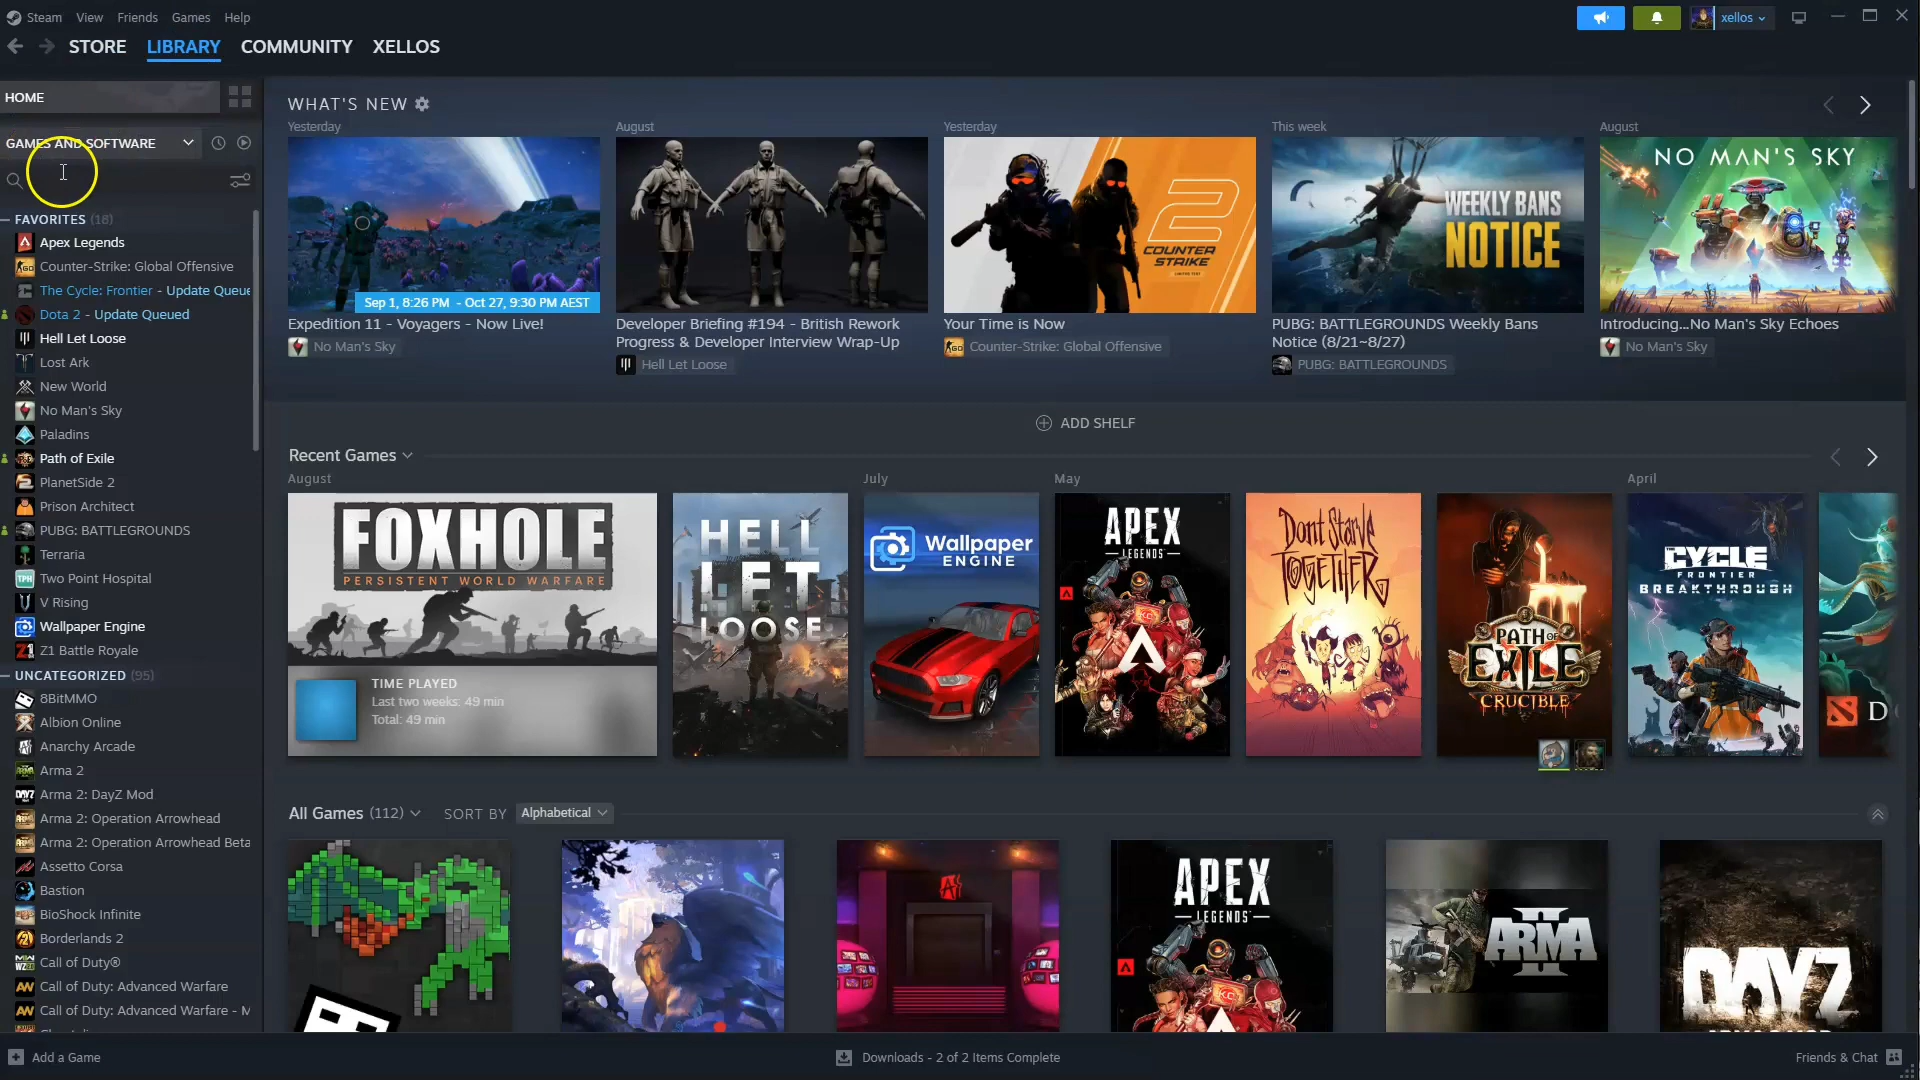 Steam View Friends Games Help
xellos
STORE LIBRARY COMMUNITY XELLOS
HOME
GAMES AND SOFTWARE
FAVORITES (18)
Apex Legends
Counter-Strike: Global Offensive
The Cycle: Frontier - Update Queue
Dota 2 - Update Queued
Hell Let Loose
Lost Ark
New World
No Man's Sky
Paladins
Path of Exile
PlanetSide 2
Prison Architect
PUBG: BATTLEGROUNDS
Terraria
Two Point Hospital
V Rising
Wallpaper Engine
Z1 Battle Royale
UNCATEGORIZED (95)
8BitMMO
Albion Online
Anarchy Arcade
Arma 2
Arma 2: DayZ Mod
Arma 2: Operation Arrowhead
Arma 2: Operation Arrowhead Beta
Assetto Corsa
Bastion
BioShock Infinite
Borderlands 2
Call of Duty®
Call of Duty: Advanced Warfare
Call of Duty: Advanced Warfare - M
WHAT'S NEW
Yesterday
Sep 1, 8:26 PM - Oct 27, 9:30 PM AEST
Expedition 11 - Voyagers - Now Live!
No Man's Sky
August
Developer Briefing #194 - British Rework
Progress & Developer Interview Wrap-Up
Hell Let Loose
Yesterday
2
COUNTER
STRIKE
Your Time is Now
Counter-Strike: Global Offensive
This week
WEEKLY BANS
NOTICE
PUBG: BATTLEGROUNDS Weekly Bans
Notice (8/21~8/27)
PUBG: BATTLEGROUNDS
August
NO MAN'S SKY
Introducing...No Man's Sky Echoes
No Man's Sky
ADD SHELF
Recent Games
August
FOXHOLE
PERSISTENT WORLD WARFARE
TIME PLAYED
Last two weeks: 49 min
Total: 49 min
HELL
LET
LOOSE
July
Wallpaper
ENGINE
May
APEX
LEGENDS
Don't Starve
TOGETHER
PATH OF
EXILE
CRUCIBLE
April
CYCLE
FRONTIER
BREAKTHROUGH
D
All Games (112) SORT BY Alphabetical
APEX
LEGENDS
ARMA
II
DAYZ
Add a Game
Downloads - 2 of 2 Items Complete
Friends & Chat